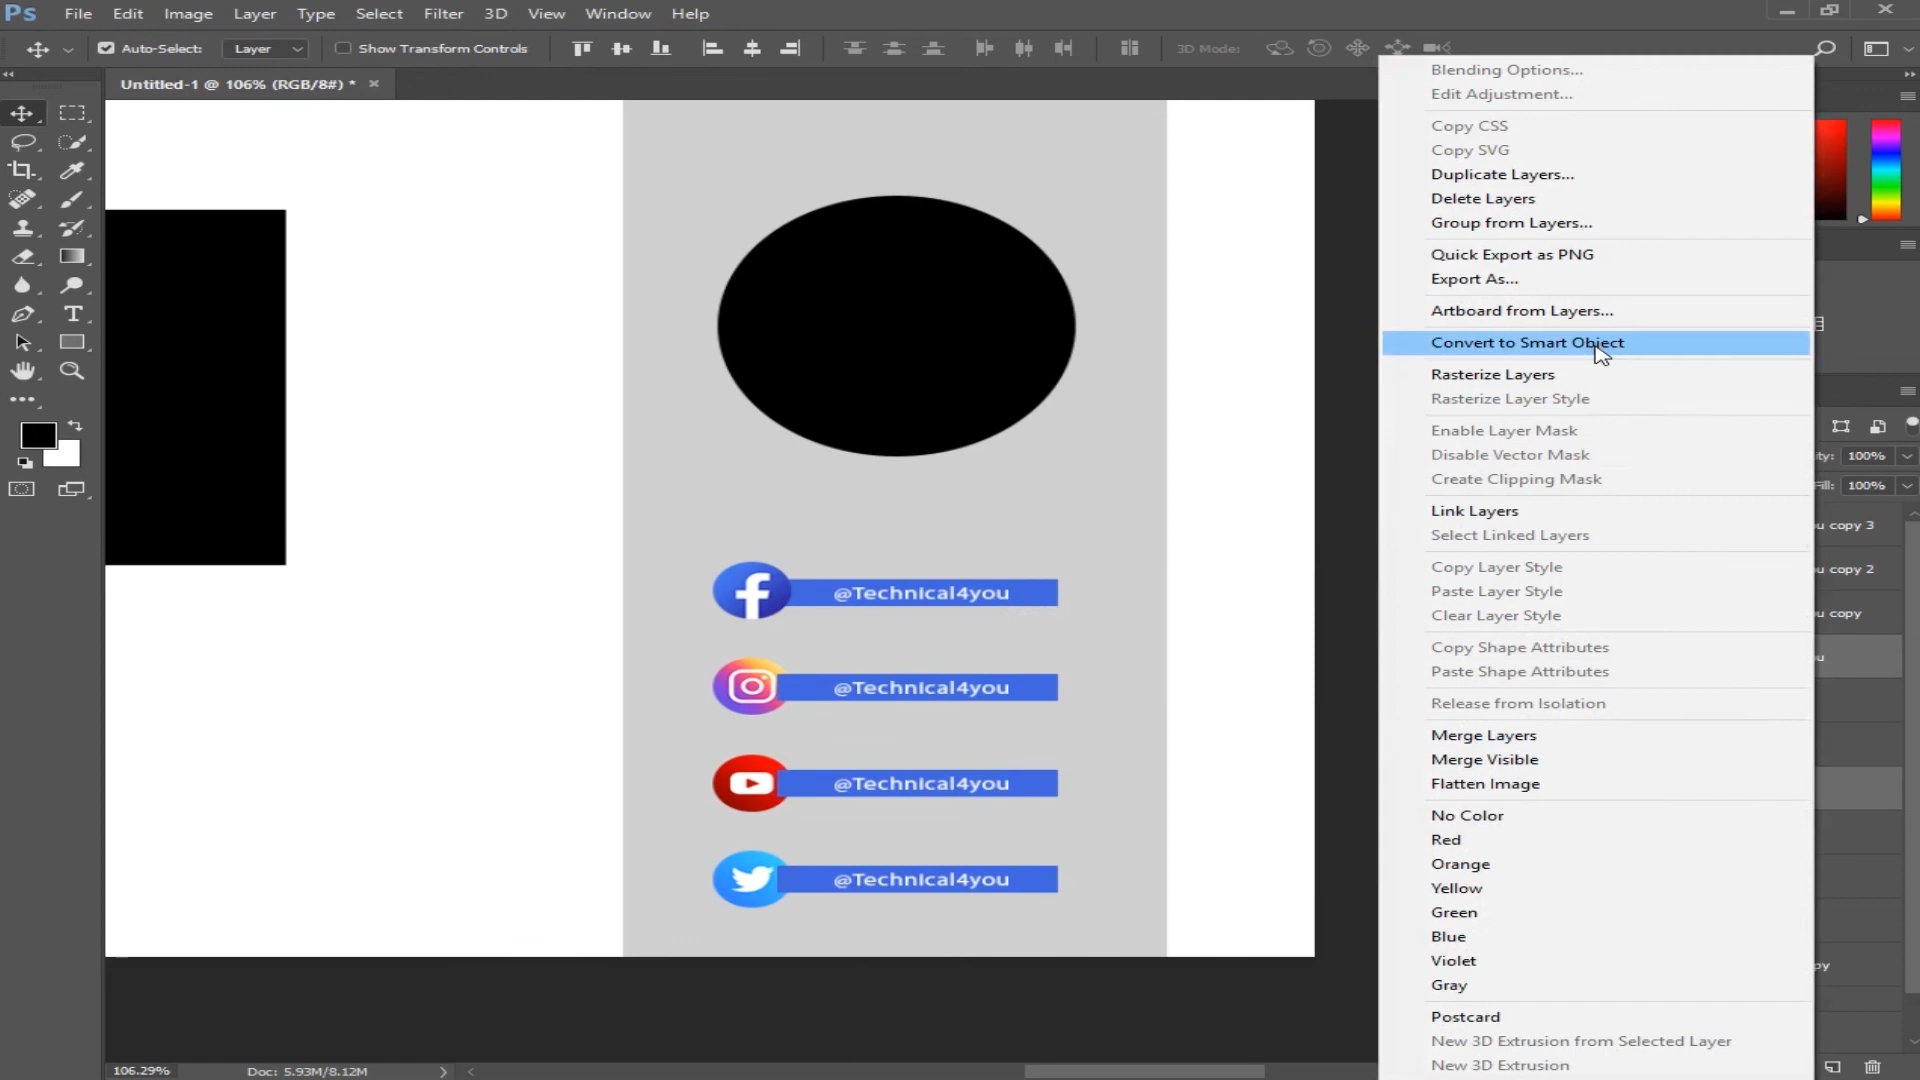 Ps File Edit Image Layer Type Select Filter 3D View Window Help
Auto-Select: Layer Show Transform Controls 3D Mode:
Untitled-1 @ 106% (RGB/8#) *
Blending Options...
Edit Adjustment...
Copy CSS
Copy SVG
Duplicate Layers...
Delete Layers
Group from Layers...
Quick Export as PNG
Export As...
Artboard from Layers...
Convert to Smart Object
Rasterize Layers
Rasterize Layer Style
Enable Layer Mask
Disable Vector Mask
Create Clipping Mask
Link Layers
Select Linked Layers
Copy Layer Style
Paste Layer Style
Clear Layer Style
Copy Shape Attributes
Paste Shape Attributes
Release from Isolation
Merge Layers
Merge Visible
Flatten Image
No Color
Red
Orange
Yellow
Green
Blue
Violet
Gray
Postcard
New 3D Extrusion from Selected Layer
New 3D Extrusion
ity: 100%
Fill: 100%
u copy 3
u copy 2
u copy
u
py
@Technical4you
@Technical4you
@Technical4you
@Technical4you
106.29% Doc: 5.93M/8.12M